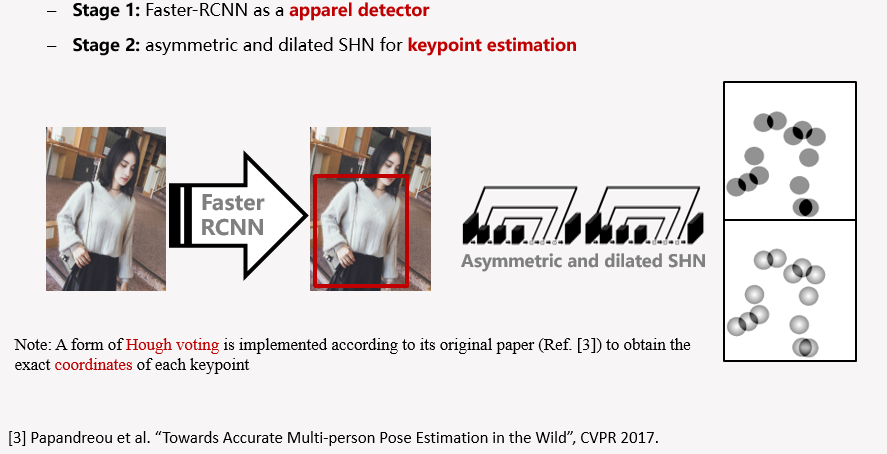 – Stage 1: Faster-RCNN as a apparel detector
– Stage 2: asymmetric and dilated SHN for keypoint estimation
Faster
RCNN
Asymmetric and dilated SHN
Note: A form of Hough voting is implemented according to its original paper (Ref. [3]) to obtain the
exact coordinates of each keypoint
[3] Papandreou et al. “Towards Accurate Multi-person Pose Estimation in the Wild”, CVPR 2017.